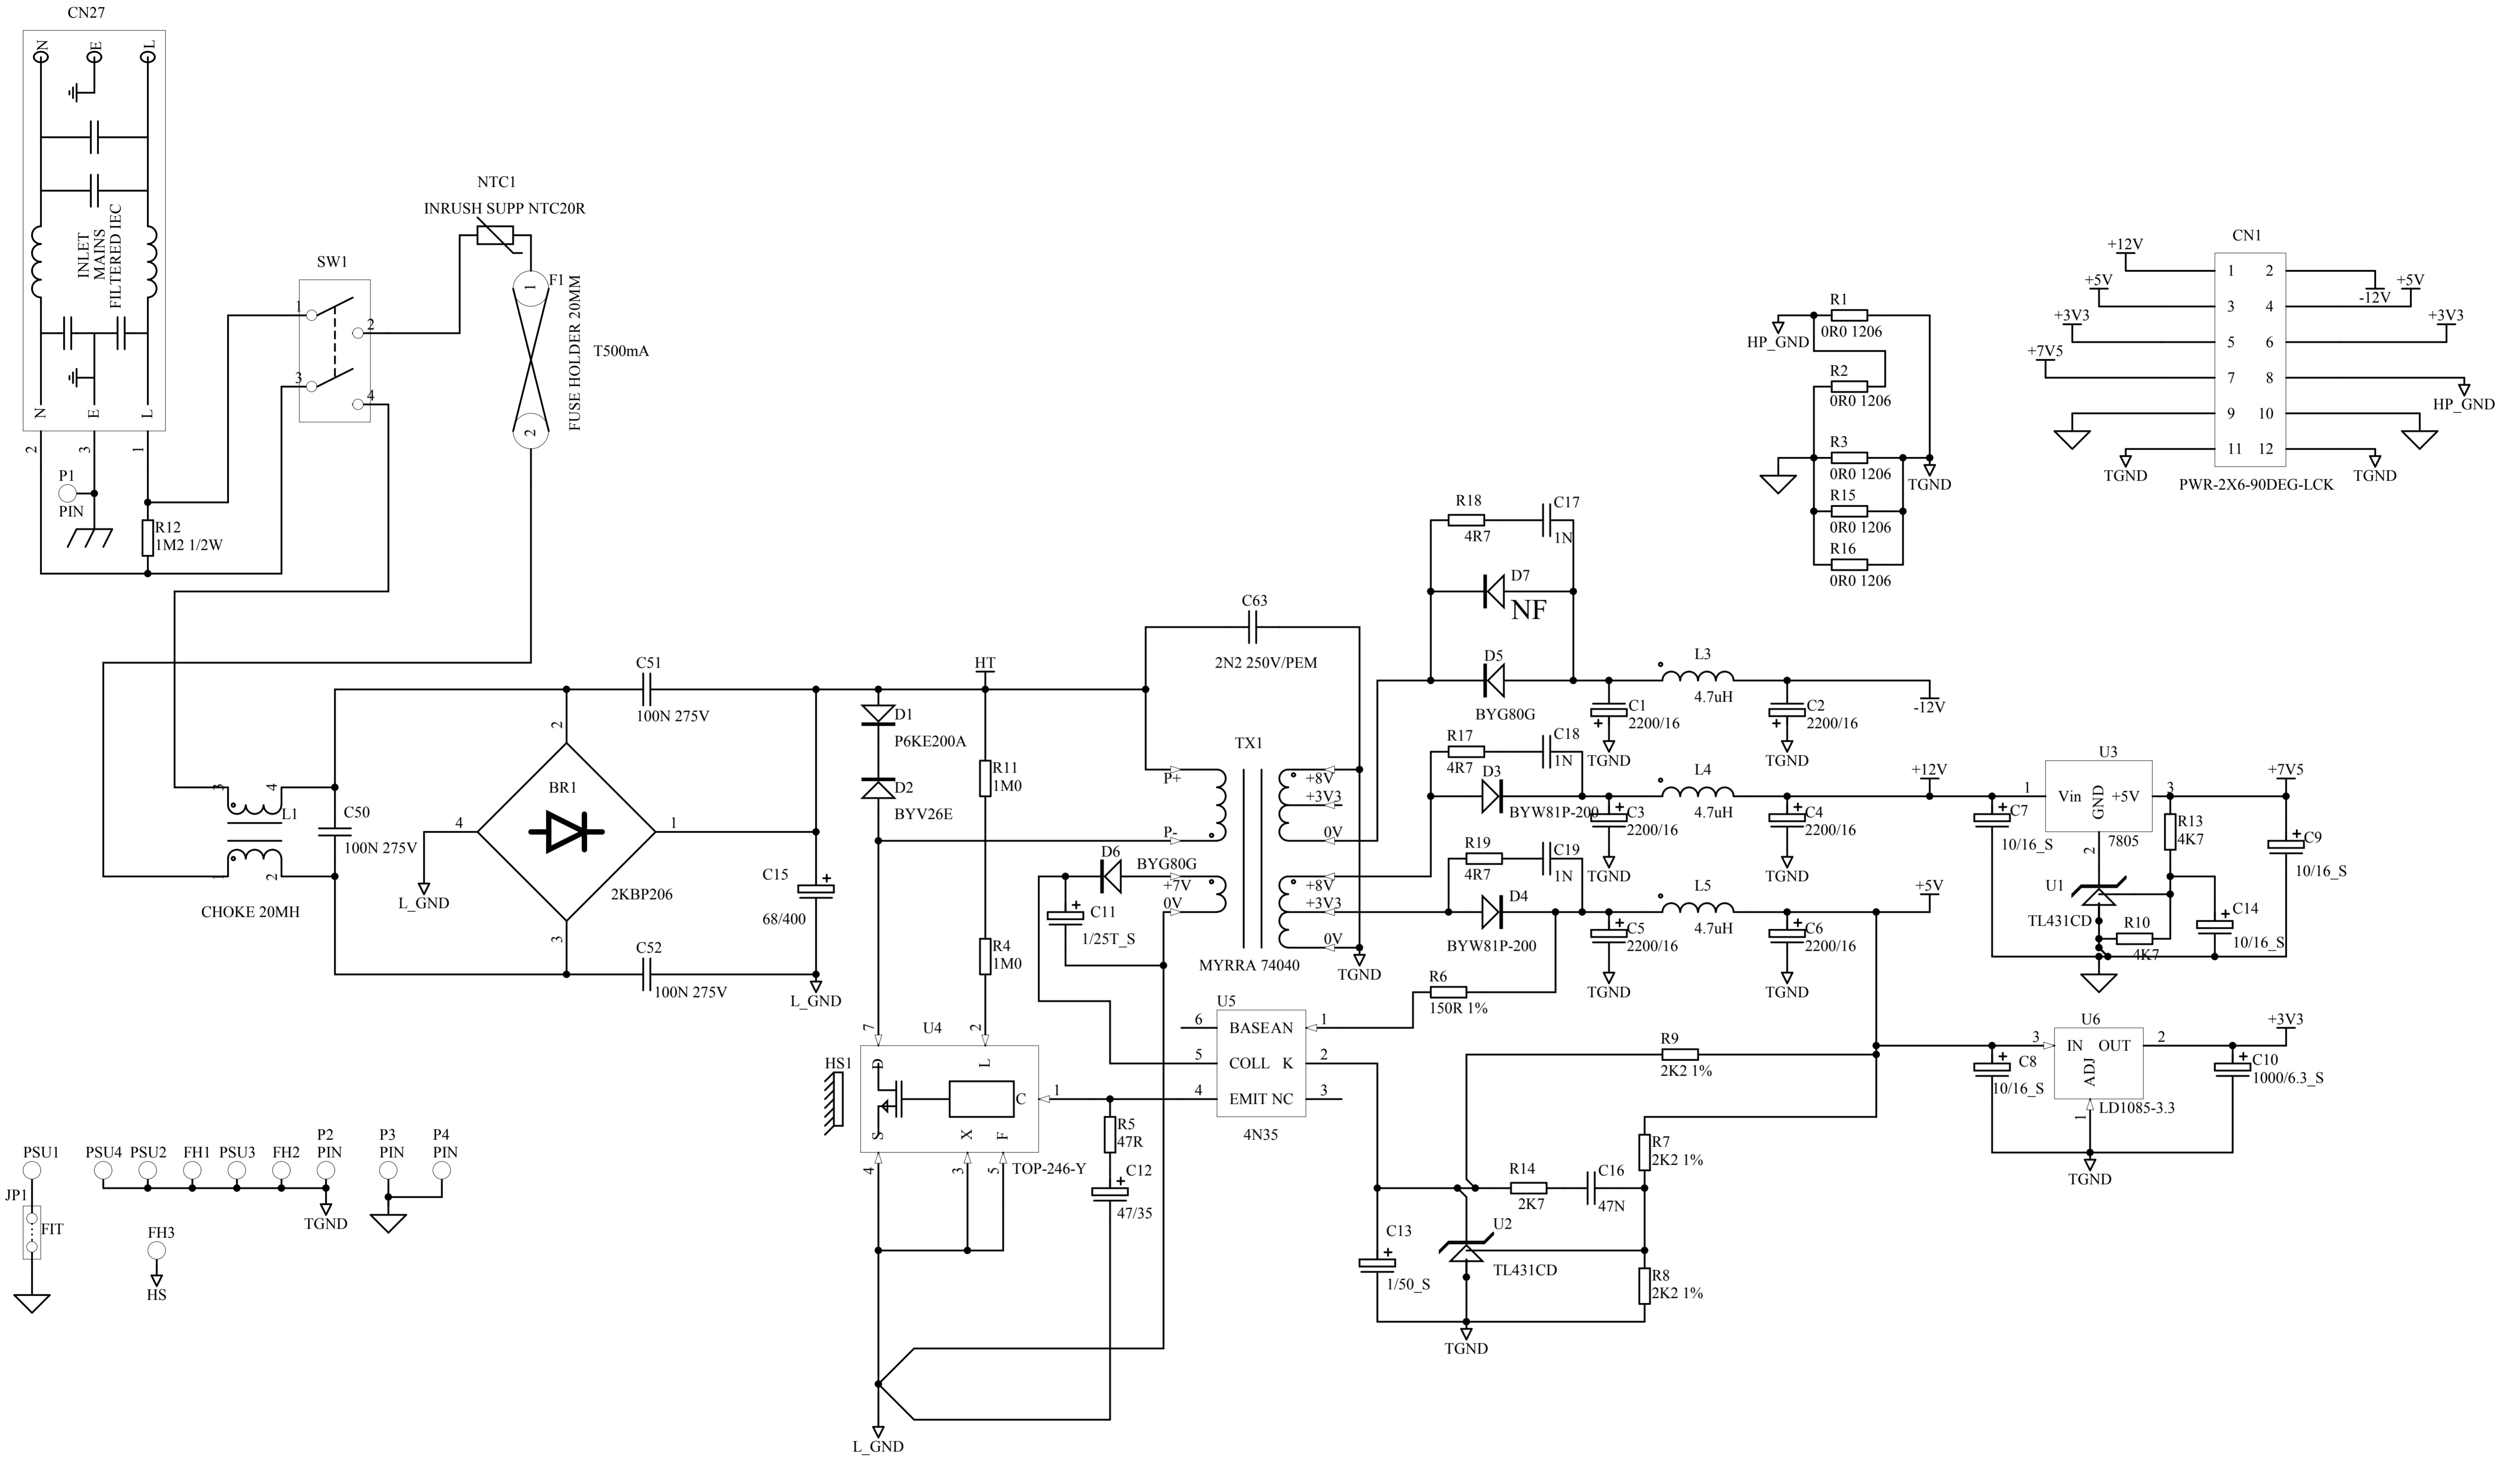 CN27
N
E
L
INLET
MAINS
FILTERED IEC
N
E
L
2
3
1
P1
PIN
R12
1M2 1/2W
SW1
1
2
3
4
NTC1
INRUSH SUPP NTC20R
F1
1
2
FUSE HOLDER 20MM
T500mA
3
4
L1
1
2
CHOKE 20MH
C50
100N 275V
C51
100N 275V
BR1
2
4
1
3
2KBP206
L_GND
C52
100N 275V
C15
68/400
L_GND
HT
D1
P6KE200A
D2
BYV26E
R11
1M0
R4
1M0
C63
2N2 250V/PEM
TX1
P+
P-
+7V
0V
+8V
+3V3
0V
+8V
+3V3
0V
MYRRA 74040
TGND
D6
BYG80G
C11
1/25T_S
HS1
U4
7
2
D
L
C
1
S
X
F
4
3
5
TOP-246-Y
R5
47R
C12
47/35
L_GND
U5
6
BASE
AN
1
5
COLL
K
2
4
EMIT
NC
3
4N35
R18
4R7
C17
1N
D7
NF
D5
BYG80G
C1
2200/16
TGND
L3
4.7uH
C2
2200/16
TGND
-12V
R17
4R7
C18
1N
D3
BYW81P-200
C3
2200/16
TGND
L4
4.7uH
C4
2200/16
TGND
+12V
R19
4R7
C19
1N
D4
BYW81P-200
C5
2200/16
TGND
L5
4.7uH
C6
2200/16
TGND
+5V
R6
150R 1%
R9
2K2 1%
R7
2K2 1%
R14
2K7
C16
47N
C13
1/50_S
U2
TL431CD
R8
2K2 1%
TGND
R1
0R0 1206
HP_GND
R2
0R0 1206
R3
0R0 1206
TGND
R15
0R0 1206
R16
0R0 1206
CN1
+12V
1
2
-12V
+5V
3
4
+5V
+3V3
5
6
+3V3
+7V5
7
8
HP_GND
9
10
11
12
TGND
TGND
PWR-2X6-90DEG-LCK
U3
1
Vin
GND
+5V
3
2
7805
+7V5
C7
10/16_S
R13
4K7
C9
10/16_S
U1
TL431CD
R10
4K7
C14
10/16_S
U6
3
IN
OUT
2
ADJ
1
LD1085-3.3
+3V3
C8
10/16_S
C10
1000/6.3_S
TGND
PSU1
JP1
FIT
PSU4
PSU2
FH1
PSU3
FH2
P2
PIN
TGND
P3
PIN
P4
PIN
FH3
HS